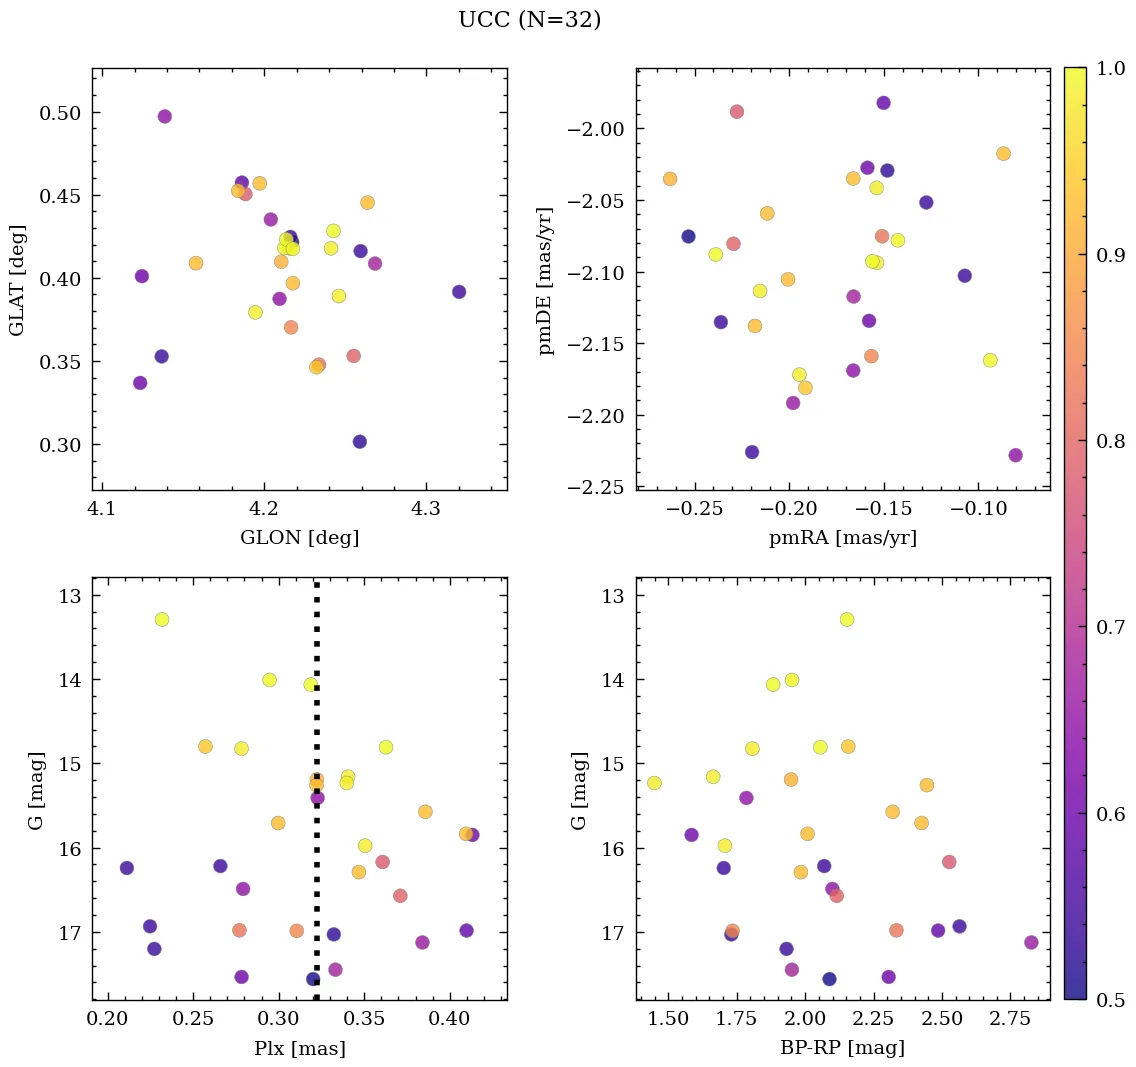 UCC (N=32)
0.50
0.45
0.40
0.35
0.30
GLAT [deg]
4.1 4.2 4.3
GLON [deg]
−2.00
−2.05
−2.10
−2.15
−2.20
−2.25
pmDE [mas/yr]
−0.25 −0.20 −0.15 −0.10
pmRA [mas/yr]
13
14
15
16
17
G [mag]
0.20 0.25 0.30 0.35 0.40
Plx [mas]
13
14
15
16
17
G [mag]
1.50 1.75 2.00 2.25 2.50 2.75
BP-RP [mag]
1.0
0.9
0.8
0.7
0.6
0.5